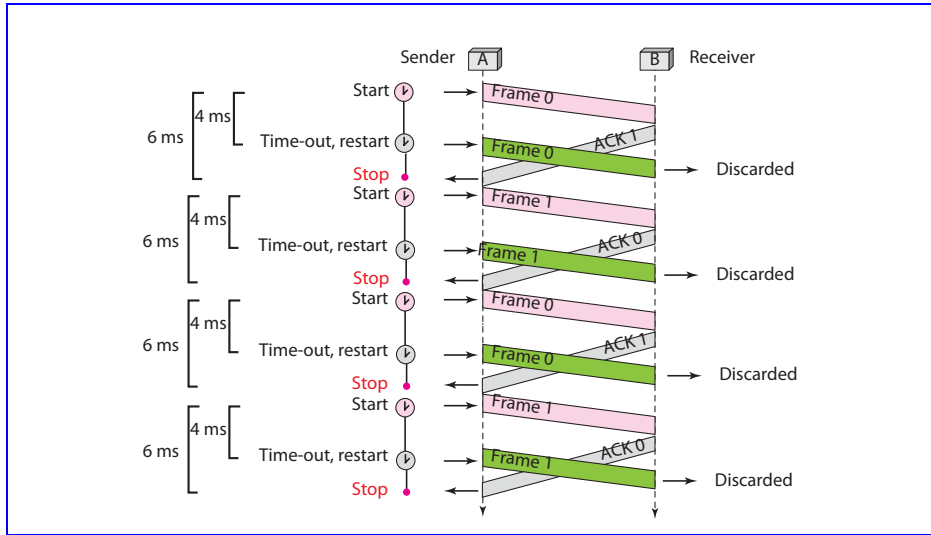 Sender A B Receiver
Start Frame 0
4 ms
6 ms Time-out, restart Frame 0 ACK 1
Stop Discarded
Start Frame 1
4 ms
6 ms Time-out, restart Frame 1 ACK 0
Stop Discarded
Start Frame 0
4 ms
6 ms Time-out, restart Frame 0 ACK 1
Stop Discarded
Start Frame 1
4 ms
6 ms Time-out, restart Frame 1 ACK 0
Stop Discarded